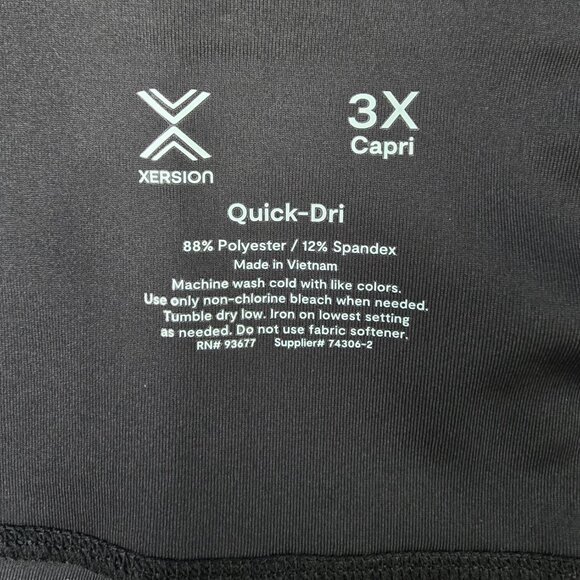 XERSION
3X
Capri
Quick-Dri
88% Polyester / 12% Spandex
Made in Vietnam
Machine wash cold with like colors.
Use only non-chlorine bleach when needed.
Tumble dry low. Iron on lowest setting
as needed. Do not use fabric softener.
RN# 93677 Supplier# 74306-2